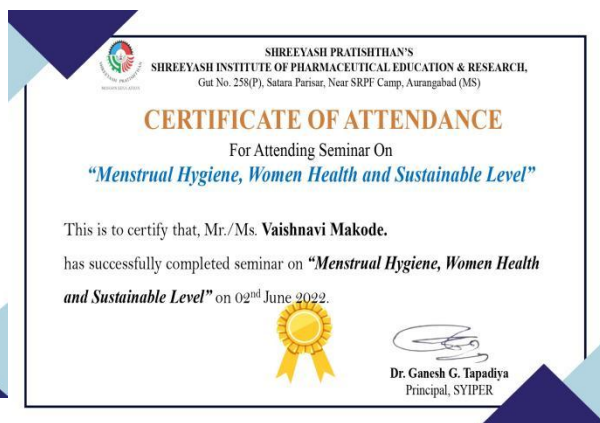 SHREEYASH PRATISHTHAN'S
SHREEYASH INSTITUTE OF PHARMACEUTICAL EDUCATION & RESEARCH,
Gut No. 258(P), Satara Parisar, Near SRPF Camp, Aurangabad (MS)
CERTIFICATE OF ATTENDANCE
For Attending Seminar On
“Menstrual Hygiene, Women Health and Sustainable Level”
This is to certify that, Mr./Ms. Vaishnavi Makode.
has successfully completed seminar on “Menstrual Hygiene, Women Health
and Sustainable Level” on 02nd June 2022.
Dr. Ganesh G. Tapadiya
Principal, SYIPER